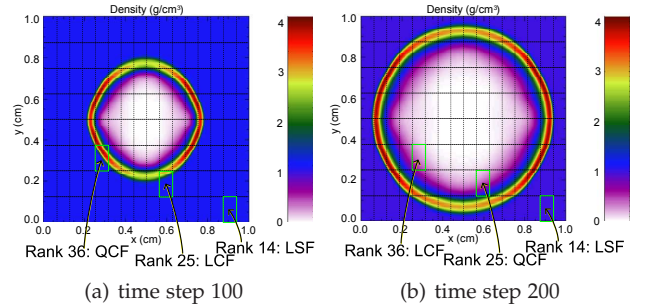 Density (g/cm³)
Density (g/cm³)
1.0
0.8
0.6
0.4
0.2
0.0
y (cm)
0.0 0.2 0.4 0.6 0.8 1.0
x (cm)
4
3
2
1
0
1.0
0.8
0.6
0.4
0.2
0.0
y (cm)
0.0 0.2 0.4 0.6 0.8 1.0
x (cm)
4
3
2
1
0
Rank 36: QCF
Rank 25: LCF
Rank 14: LSF
Rank 36: LCF
Rank 25: QCF
Rank 14: LSF
(a) time step 100
(b) time step 200